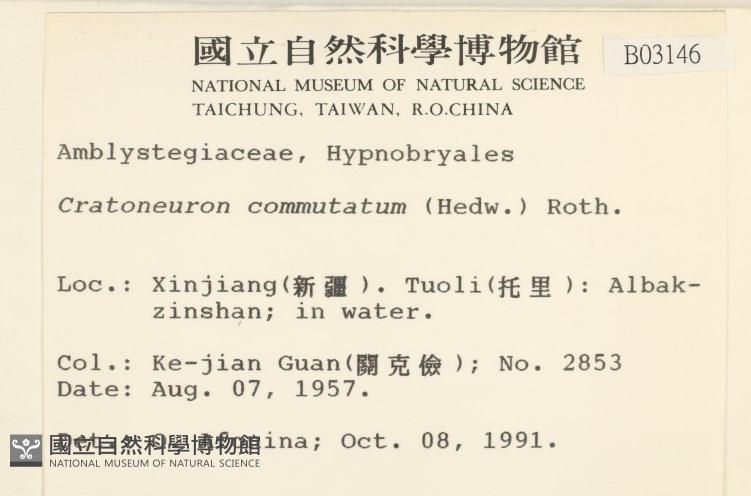 國立自然科學博物館
B03146
NATIONAL MUSEUM OF NATURAL SCIENCE
TAICHUNG, TAIWAN, R.O.CHINA
Amblystegiaceae, Hypnobryales
Cratoneuron commutatum (Hedw.) Roth.
Loc.: Xinjiang(新疆). Tuoli(托里): Albak-
zinshan; in water.
Col.: Ke-jian Guan(關克儉); No. 2853
Date: Aug. 07, 1957.
Det.: O. Afonina; Oct. 08, 1991.
國立自然科學博物館
NATIONAL MUSEUM OF NATURAL SCIENCE